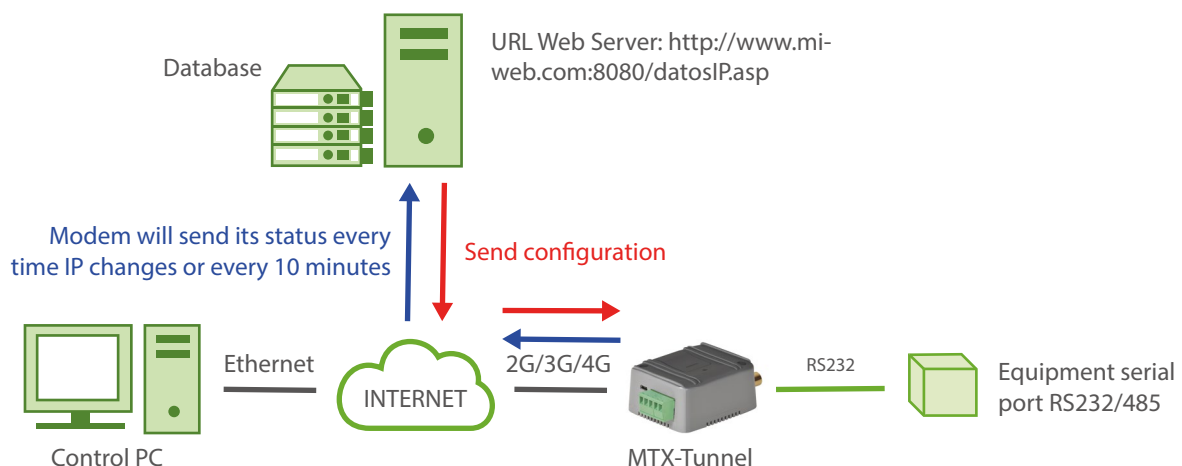 URL Web Server: http://www.mi-
web.com:8080/datosIP.asp
Database
Modem will send its status every
time IP changes or every 10 minutes
Send configuration
Ethernet
INTERNET
2G/3G/4G
RS232
Equipment serial
port RS232/485
Control PC
MTX-Tunnel